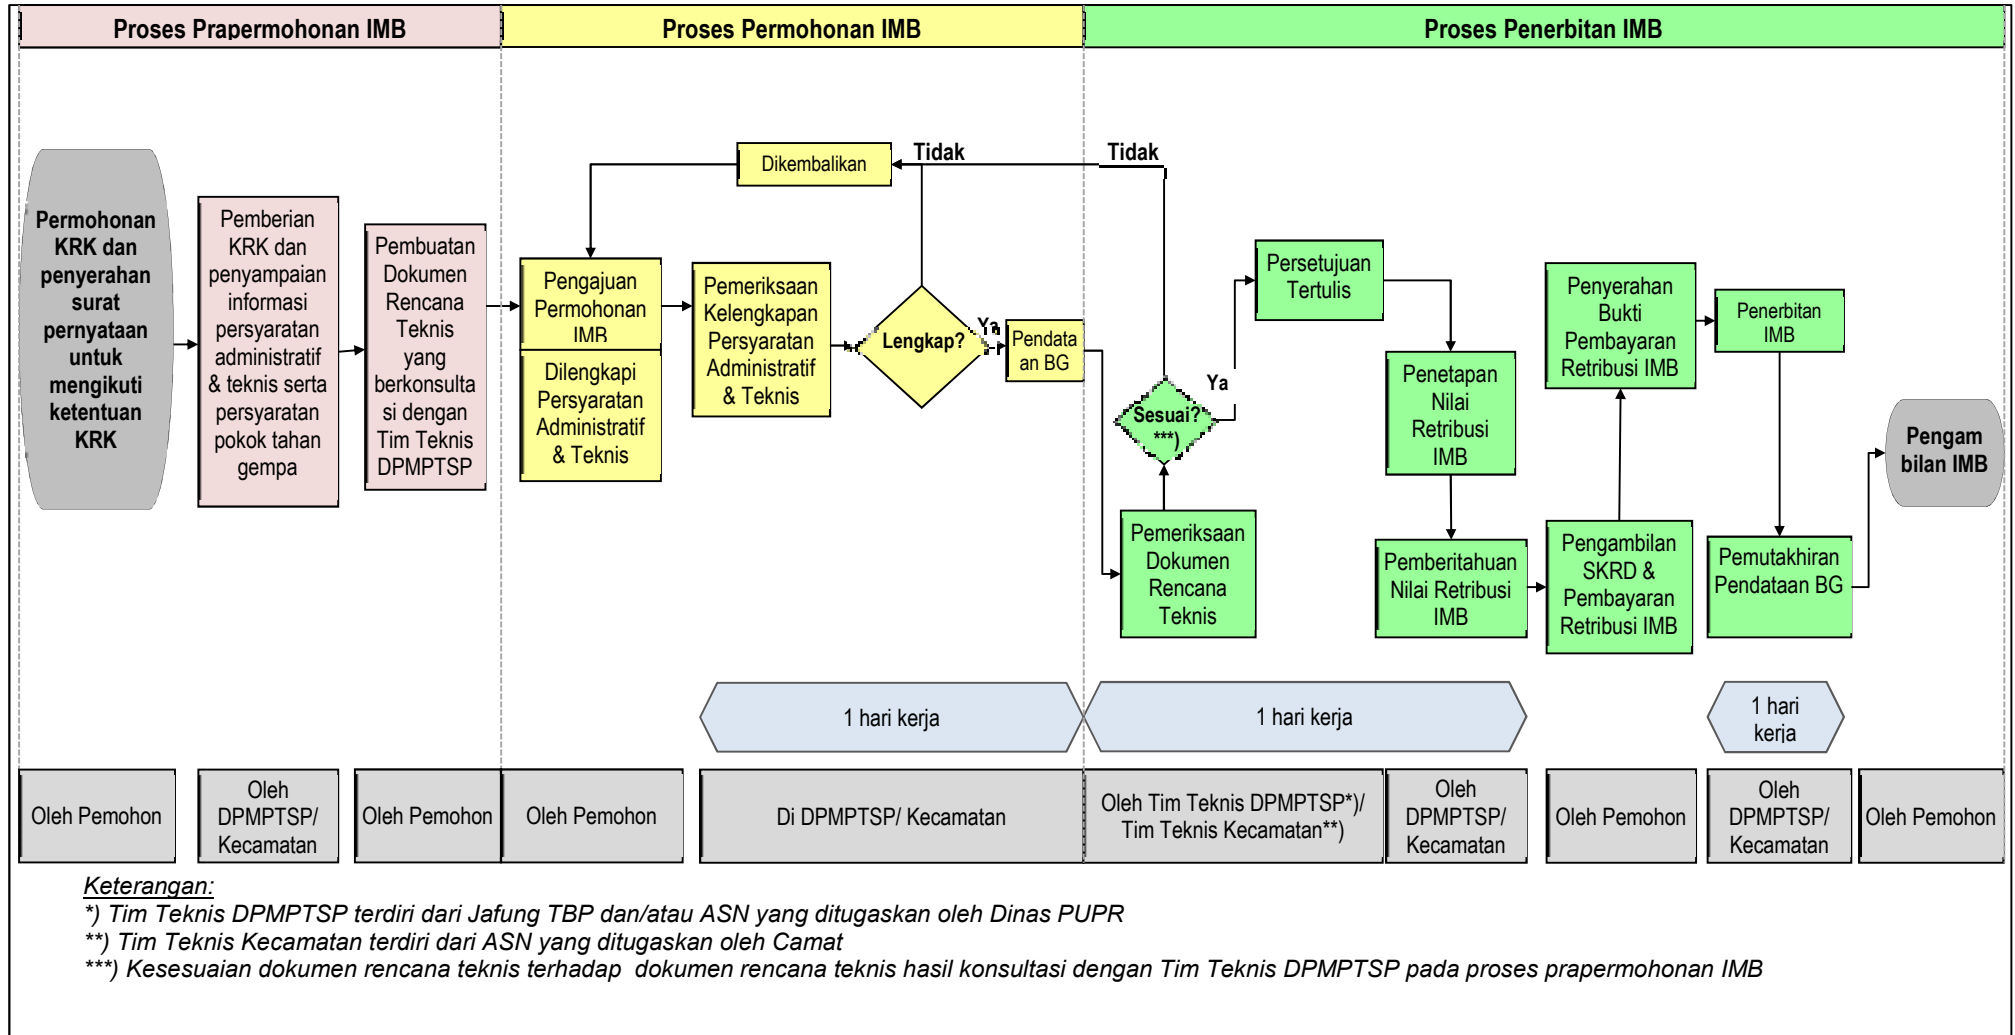 Proses Prapermohonan IMB
Proses Permohonan IMB
Proses Penerbitan IMB
Permohonan
KRK dan
penyerahan
surat
pernyataan
untuk
mengikuti
ketentuan
KRK
Pemberian
KRK dan
penyampaian
informasi
persyaratan
administratif
& teknis serta
persyaratan
pokok tahan
gempa
Pembuatan
Dokumen
Rencana
Teknis
yang
berkonsulta
si dengan
Tim Teknis
DPMPTSP
Dikembalikan
Tidak
Tidak
Pengajuan
Permohonan
IMB
Dilengkapi
Persyaratan
Administratif
& Teknis
Pemeriksaan
Kelengkapan
Persyaratan
Administratif
& Teknis
Lengkap?
Ya
Pendata
an BG
Pemeriksaan
Dokumen
Rencana
Teknis
Sesuai?
***)
Ya
Persetujuan
Tertulis
Penetapan
Nilai
Retribusi
IMB
Pemberitahuan
Nilai Retribusi
IMB
Pengambilan
SKRD &
Pembayaran
Retribusi IMB
Penyerahan
Bukti
Pembayaran
Retribusi IMB
Penerbitan
IMB
Pemutakhiran
Pendataan BG
Pengam
bilan IMB
1 hari kerja
1 hari kerja
1 hari
kerja
Oleh Pemohon
Oleh
DPMPTSP/
Kecamatan
Oleh Pemohon
Oleh Pemohon
Di DPMPTSP/ Kecamatan
Oleh Tim Teknis DPMPTSP*)/
Tim Teknis Kecamatan**)
Oleh
DPMPTSP/
Kecamatan
Oleh Pemohon
Oleh
DPMPTSP/
Kecamatan
Oleh Pemohon
Keterangan:
*) Tim Teknis DPMPTSP terdiri dari Jafung TBP dan/atau ASN yang ditugaskan oleh Dinas PUPR
**) Tim Teknis Kecamatan terdiri dari ASN yang ditugaskan oleh Camat
***) Kesesuaian dokumen rencana teknis terhadap dokumen rencana teknis hasil konsultasi dengan Tim Teknis DPMPTSP pada proses prapermohonan IMB